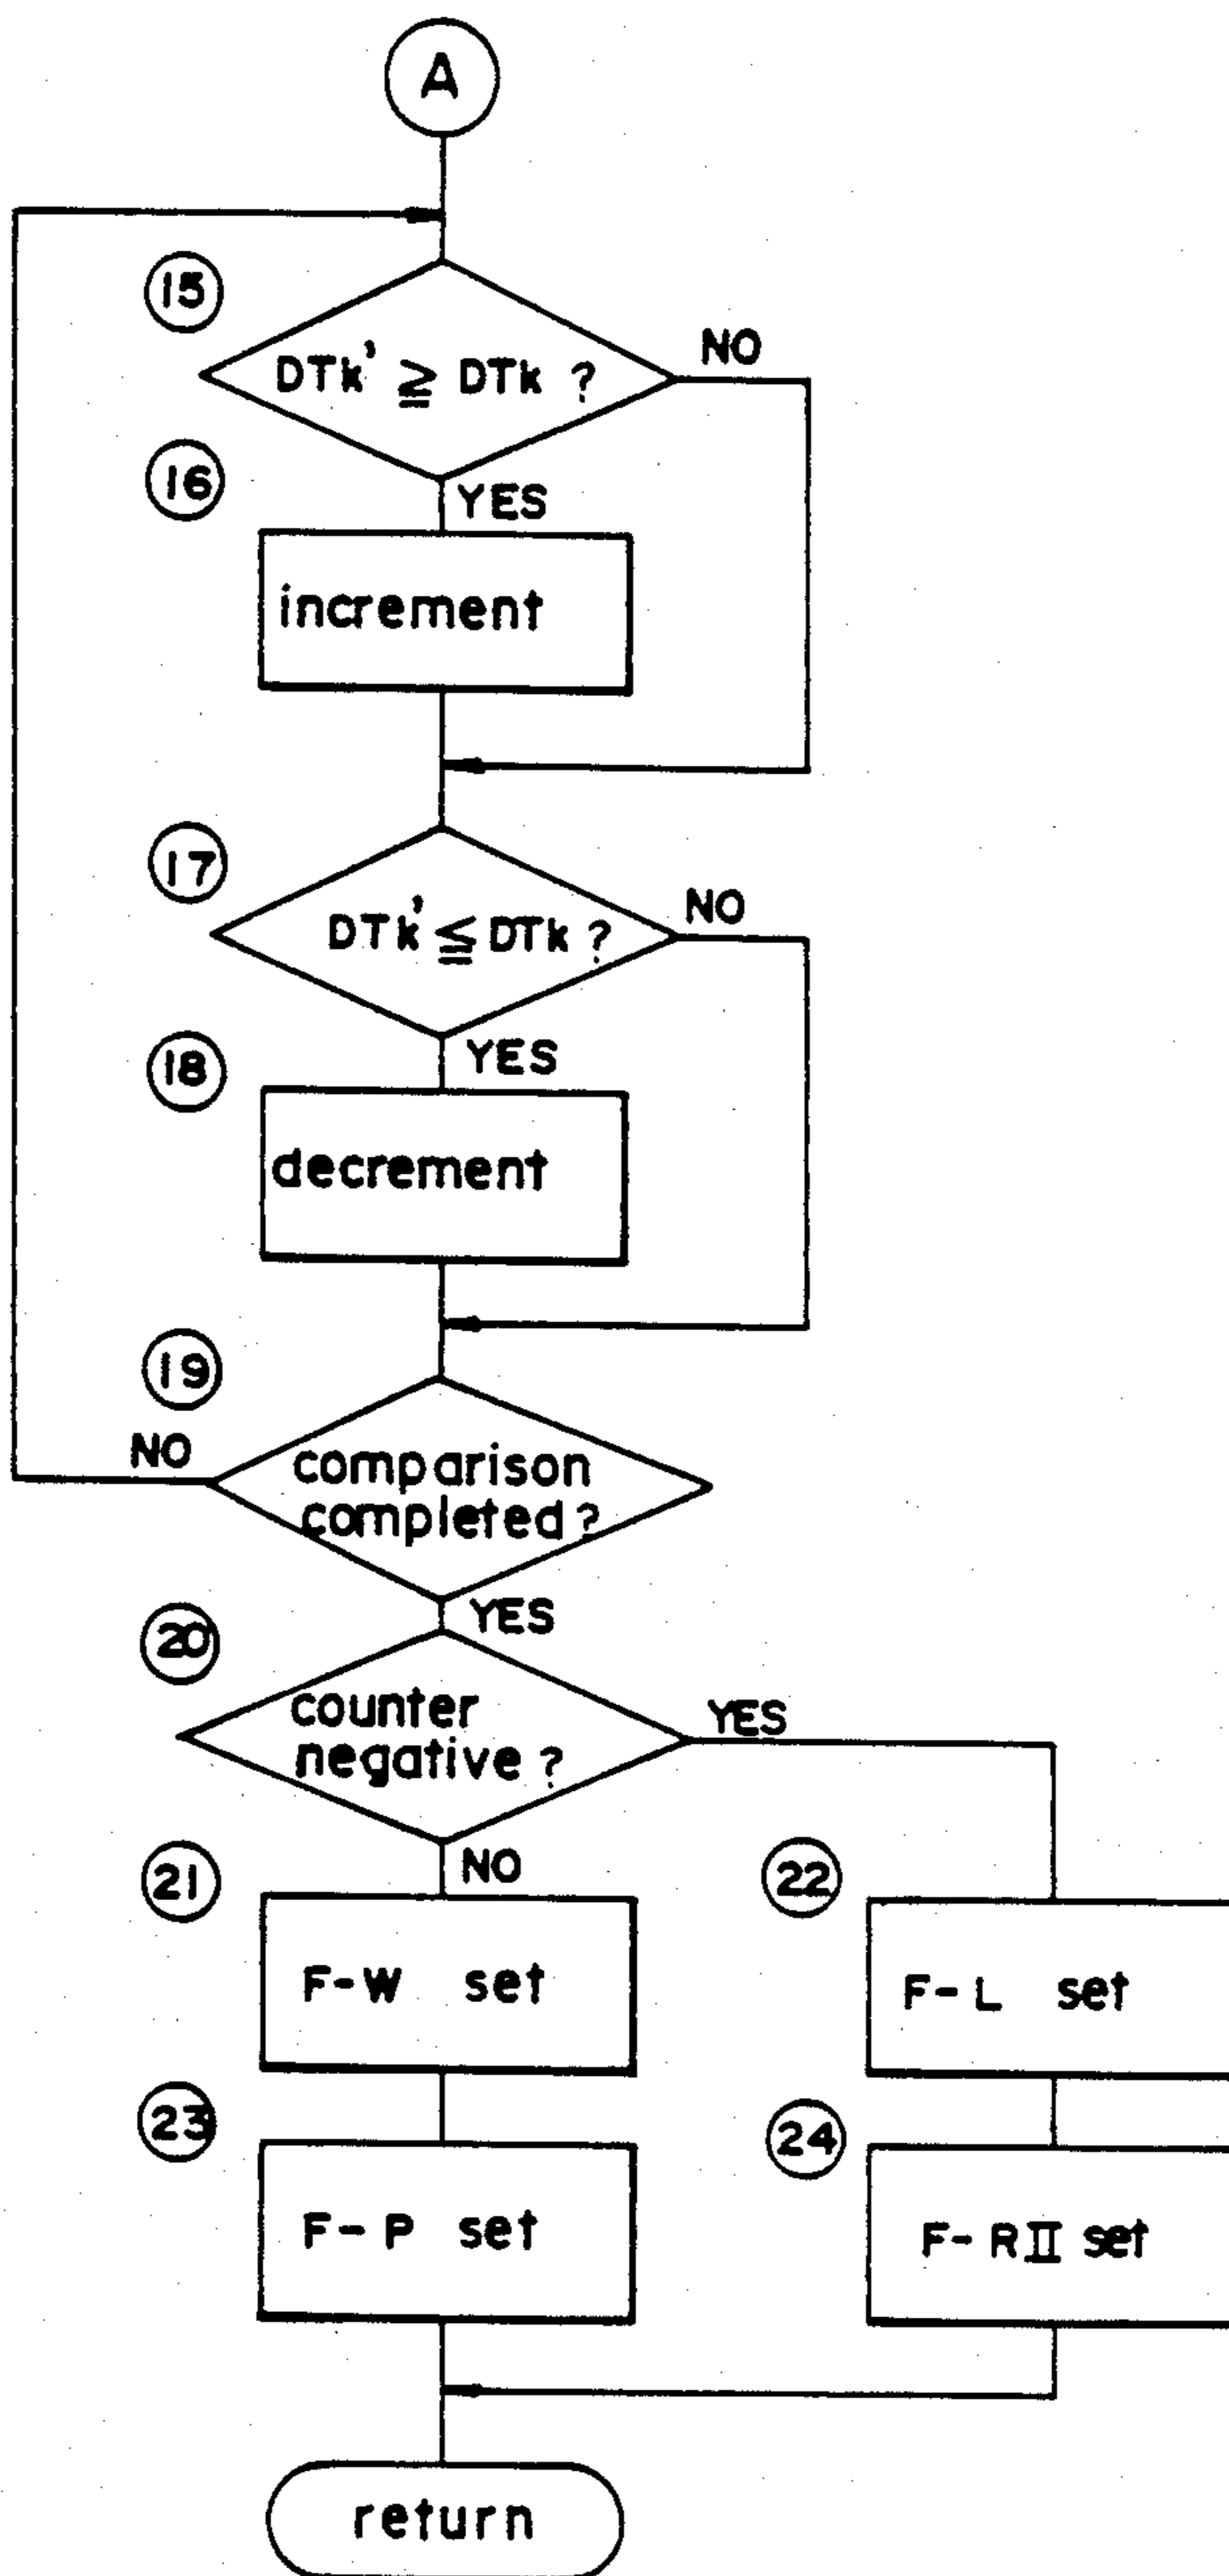 A
15
DTk' ≧ DTk ?
NO
16
YES
increment
17
DTk' ≦ DTk ?
NO
18
YES
decrement
19
NO
comparison
completed?
YES
20
counter
negative?
YES
21
NO
22
F-W set
F-L set
23
24
F-P set
F-RII set
return